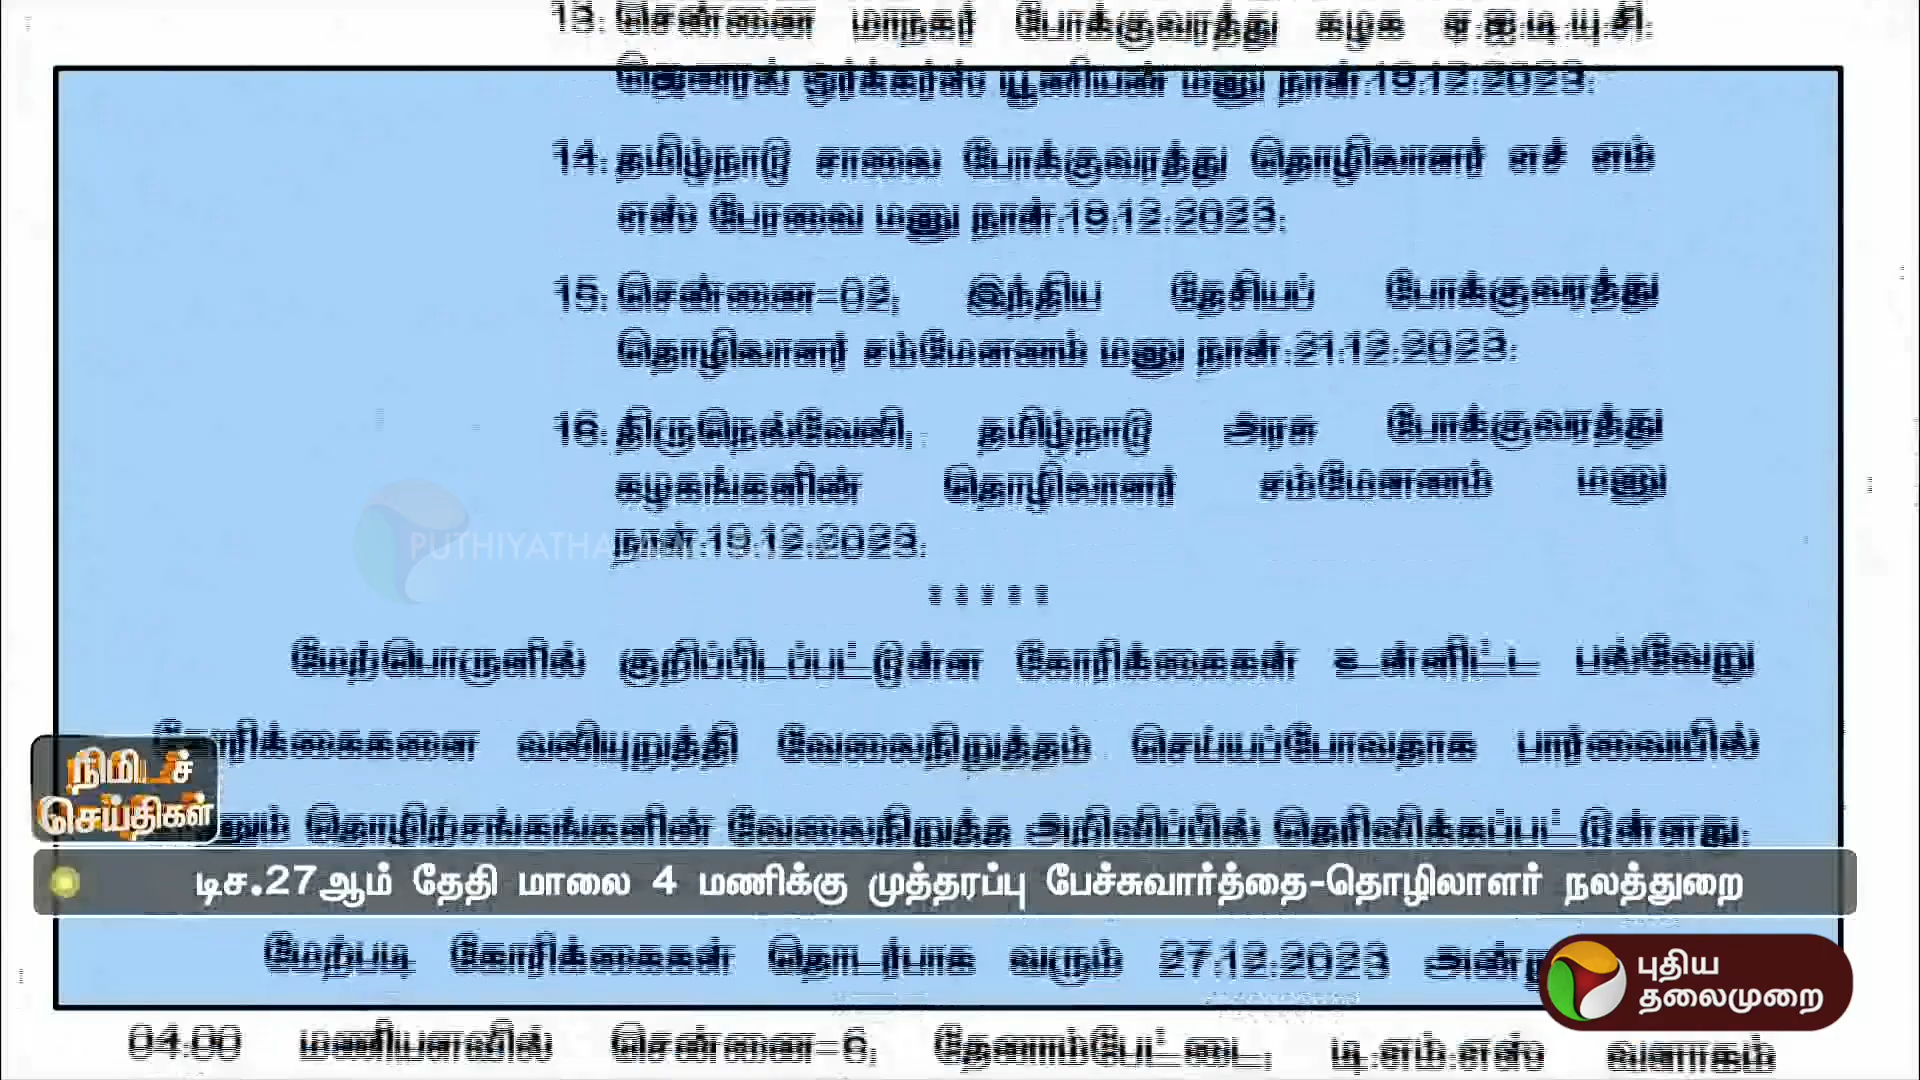 13. சென்னை மாநகர் போக்குவரத்து கழக ஏ.ஐ.டி.யு.சி.
ஜெனரல் ஒர்க்கர்ஸ் யூனியன் மனு நாள்.19.12.2023.
14. தமிழ்நாடு சாலை போக்குவரத்து தொழிலாளர் எச் எம்
எஸ் பேரவை மனு நாள்.19.12.2023.
15. சென்னை-02, இந்திய தேசியப் போக்குவரத்து
தொழிலாளர் சம்மேளனம் மனு நாள்.21.12.2023.
16. திருநெல்வேலி, தமிழ்நாடு அரசு போக்குவரத்து
கழகங்களின் தொழிலாளர் சம்மேளனம் மனு
நாள்.19.12.2023.
PUTHIYATHA
*****
மேற்பொருளில் குறிப்பிடப்பட்டுள்ள கோரிக்கைகள் உள்ளிட்ட பல்வேறு
கோரிக்கைகளை வலியுறுத்தி வேலைநிறுத்தம் செய்யப்போவதாக பார்வையில்
தொழிற்சங்கங்களின் வேலைநிறுத்த அறிவிப்பில் தெரிவிக்கப்பட்டுள்ளது.
நிமிடச்
செய்திகள்
டிச.27ஆம் தேதி மாலை 4 மணிக்கு முத்தரப்பு பேச்சுவார்த்தை-தொழிலாளர் நலத்துறை
மேற்படி கோரிக்கைகள் தொடர்பாக வரும் 27.12.2023 அன்று
புதிய
தலைமுறை
04.00 மணியளவில் சென்னை-6, தேனாம்பேட்டை, டி.எம்.எஸ் வளாகம்